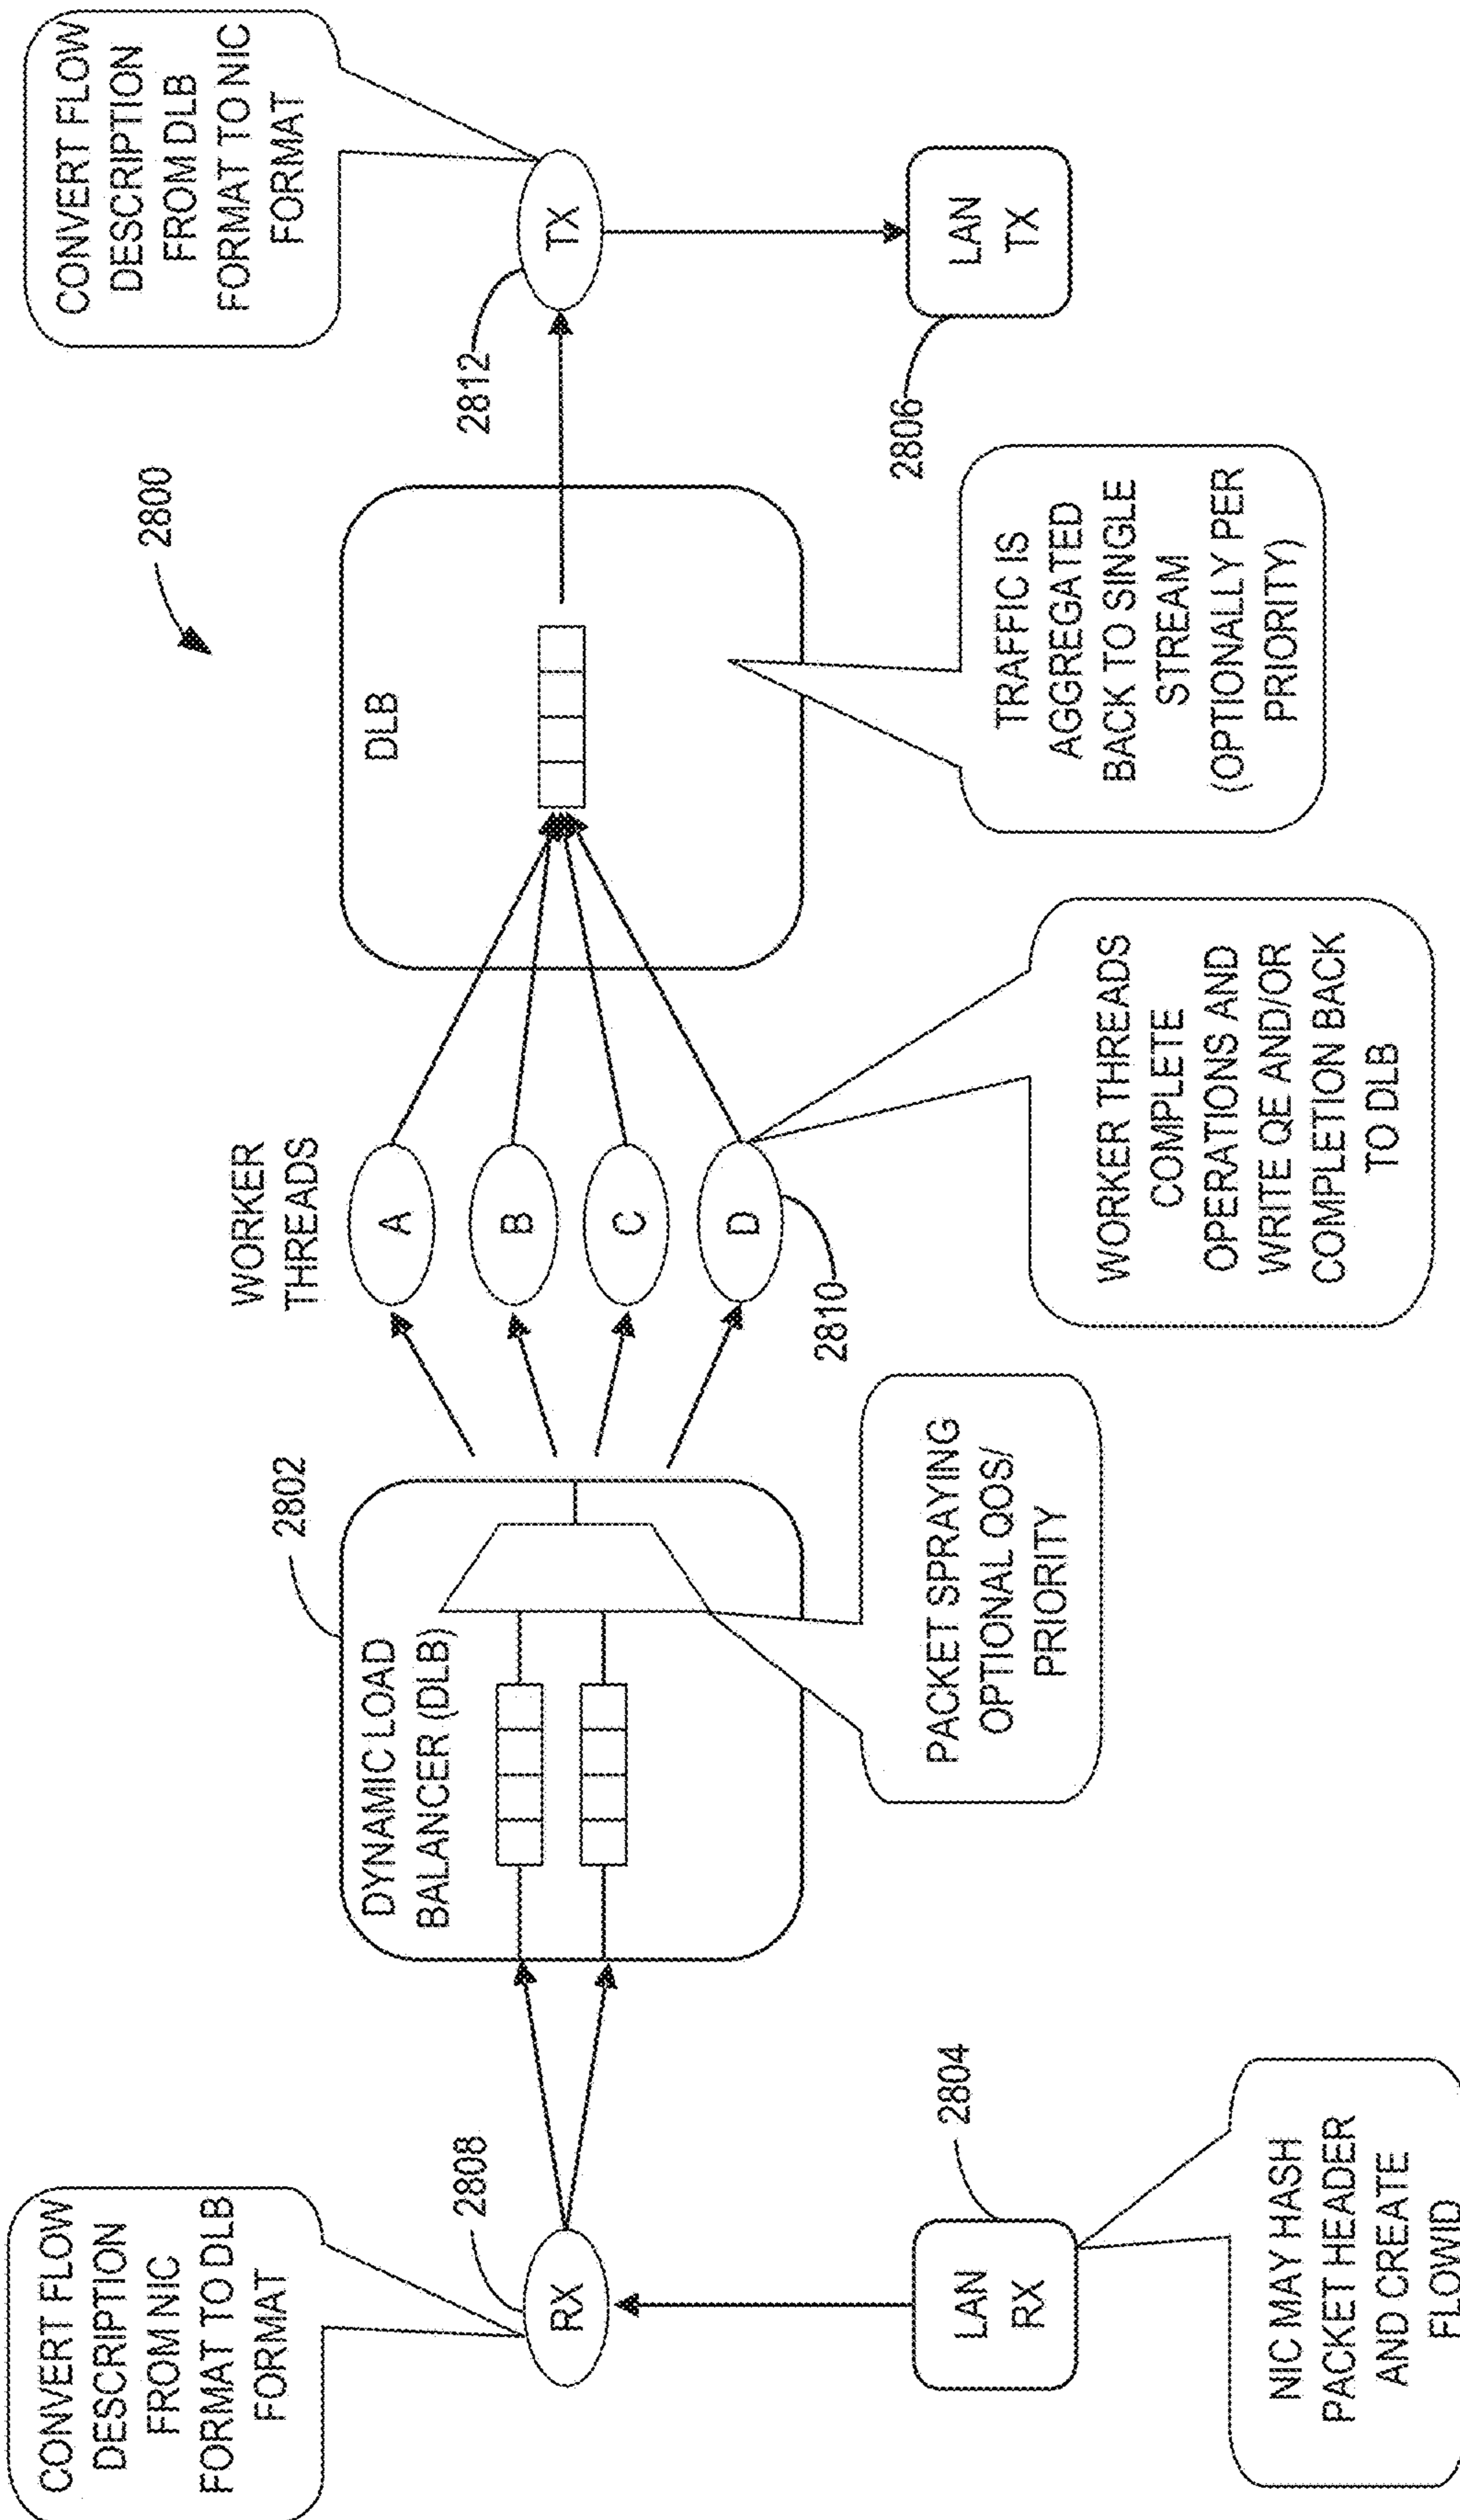 2800
CONVERT FLOW
DESCRIPTION
FROM NIC
FORMAT TO DLB
FORMAT
2808
RX
LAN
RX
2804
NIC MAY HASH
PACKET HEADER
AND CREATE
FLOWID
2802
DYNAMIC LOAD
BALANCER (DLB)
PACKET SPRAYING
OPTIONAL QOS/
PRIORITY
WORKER
THREADS
A
B
C
D
2810
WORKER THREADS
COMPLETE
OPERATIONS AND
WRITE QE AND/OR
COMPLETION BACK
TO DLB
DLB
TRAFFIC IS
AGGREGATED
BACK TO SINGLE
STREAM
(OPTIONALLY PER
PRIORITY)
CONVERT FLOW
DESCRIPTION
FROM DLB
FORMAT TO NIC
FORMAT
2812
TX
2806
LAN
TX